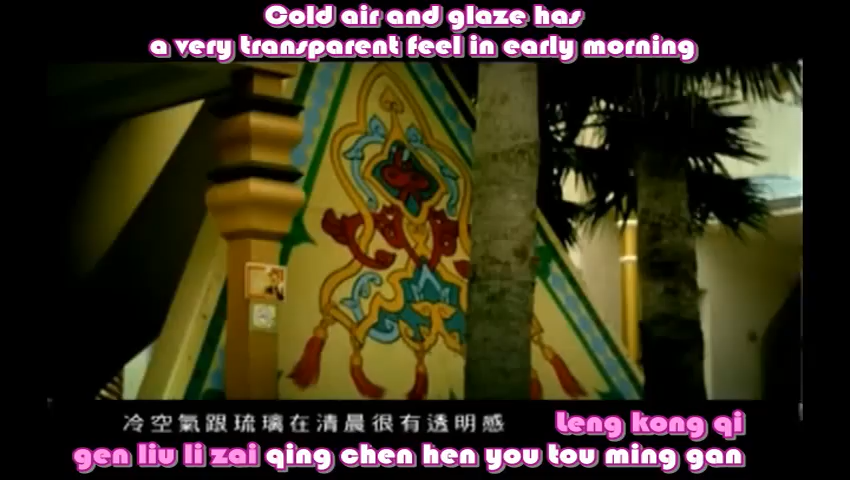 Cold air and glaze has
a very transparent feel in early morning
冷空氣跟琉璃在清晨很有透明感
Leng kong qi
gen liu li zai qing chen hen you tou ming gan